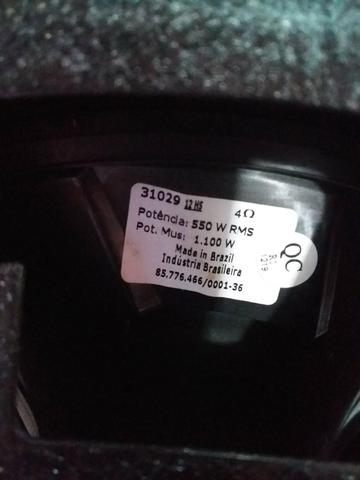 31029 12 HS 4Ω
Potência: 550 W RMS
Pot. Mus: 1.100 W
Made in Brazil
Indústria Brasileira
85.776.466/0001-36
QC